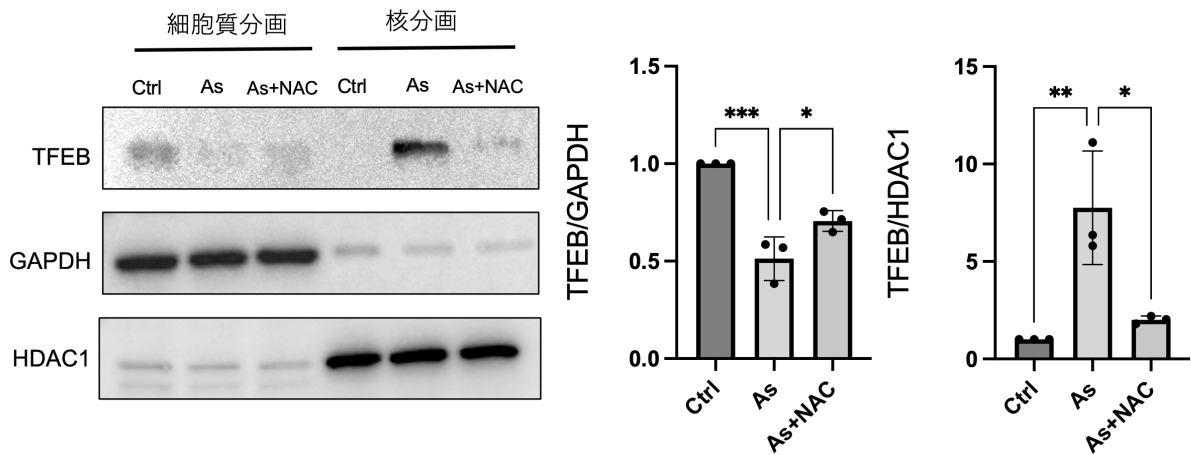 細胞質分画 核分画
Ctrl As As+NAC Ctrl As As+NAC
TFEB
GAPDH
HDAC1
TFEB/GAPDH
1.5
1.0
0.5
0.0
*** *
Ctrl As As+NAC
TFEB/HDAC1
15
10
5
0
** *
Ctrl As As+NAC